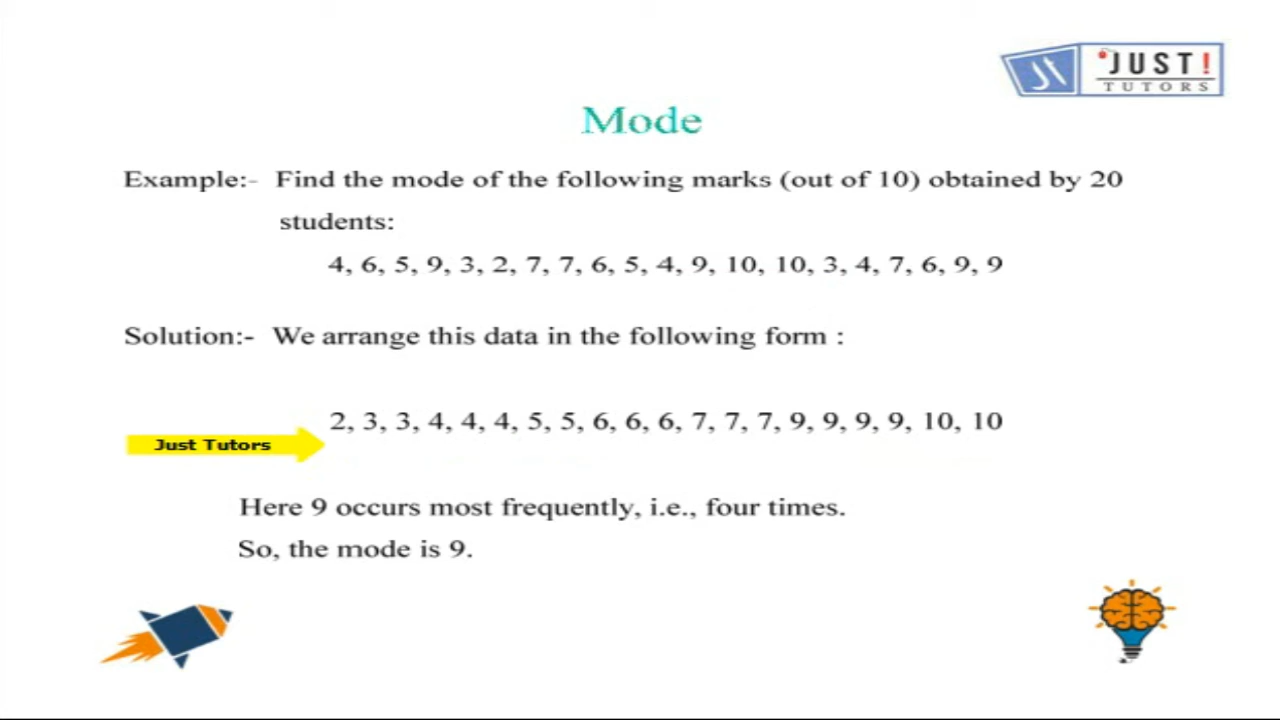 JUST!
TUTORS
Mode
Example:- Find the mode of the following marks (out of 10) obtained by 20
students:
4, 6, 5, 9, 3, 2, 7, 7, 6, 5, 4, 9, 10, 10, 3, 4, 7, 6, 9, 9
Solution:- We arrange this data in the following form :
2, 3, 3, 4, 4, 4, 5, 5, 6, 6, 6, 7, 7, 7, 9, 9, 9, 9, 10, 10
Just Tutors
Here 9 occurs most frequently, i.e., four times.
So, the mode is 9.